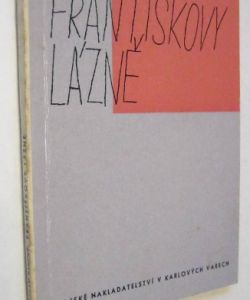 FRANTIŠKOVY
LÁZNĚ
NAKLADATELSTVÍ V KARLOVÝCH VARECH